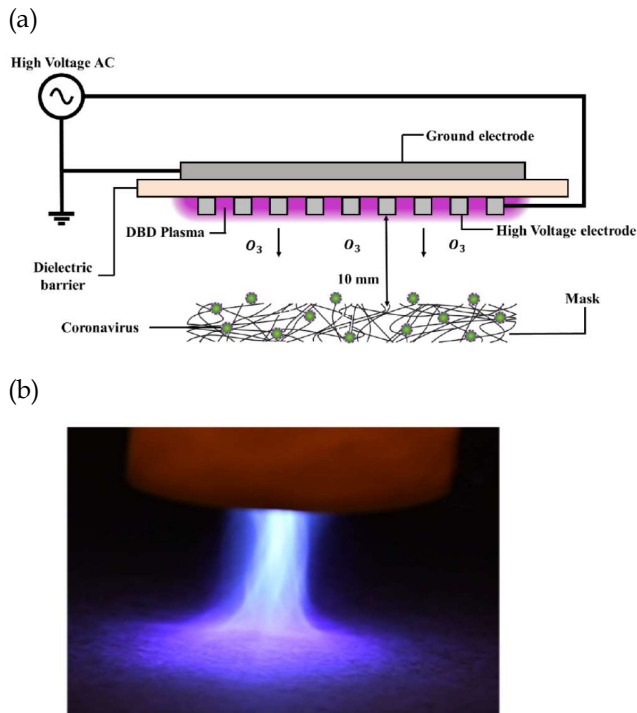 (a)
High Voltage AC
Ground electrode
DBD Plasma
O₃
O₃
O₃
High Voltage electrode
Dielectric
barrier
10 mm
Coronavirus
Mask
(b)